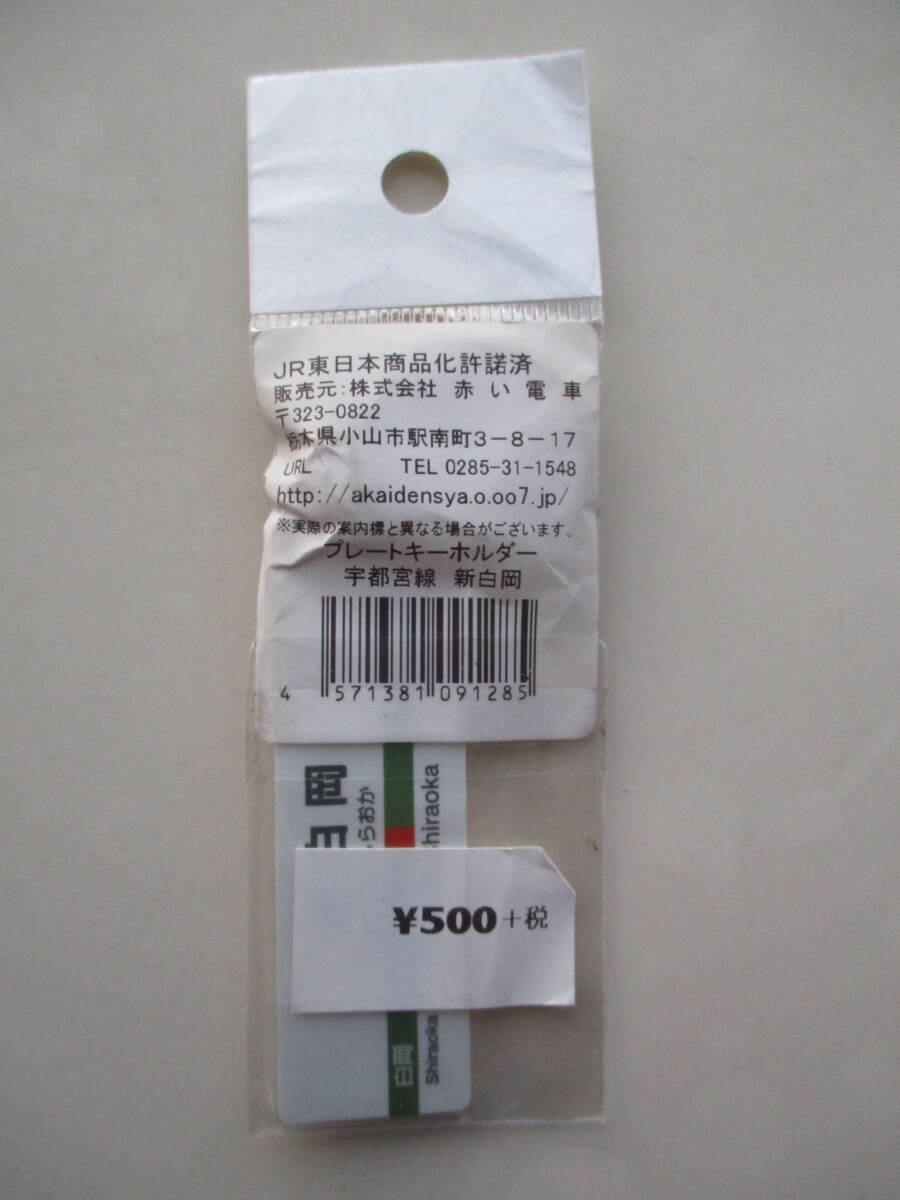 JR東日本商品化許諾済
販売元:株式会社 赤い電車
〒323-0822
栃木県小山市駅南町3-8-17
URL TEL 0285-31-1548
http://akaidensya.o.oo7.jp/
※実際の案内標と異なる場合がございます。
プレートキーホルダー
宇都宮線 新白岡
4 571381 091285
白岡
らおか
hiraoka
¥500+税
白岡
Shiraoka